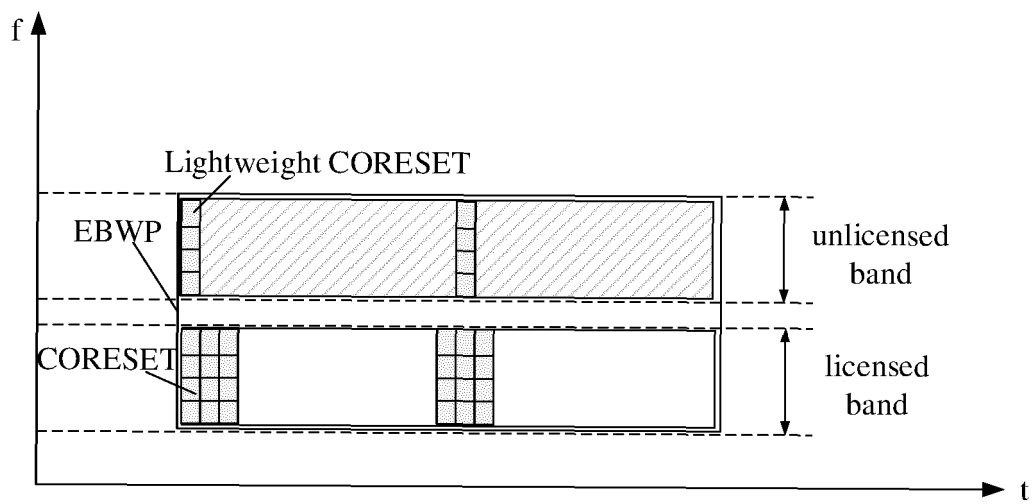 f
Lightweight CORESET
EBWP
unlicensed
band
CORESET
licensed
band
t